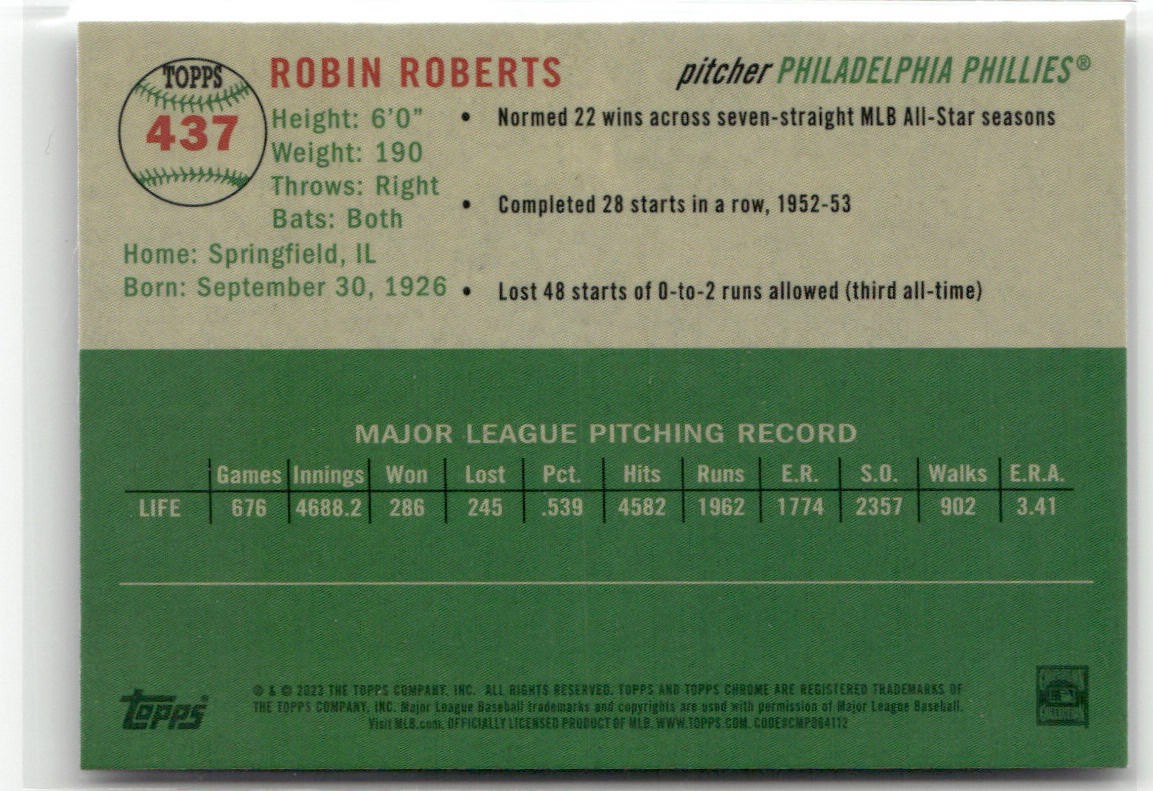 TOPPS
437
ROBIN ROBERTS
pitcher PHILADELPHIA PHILLIES®
Height: 6'0"
Weight: 190
Throws: Right
Bats: Both
Home: Springfield, IL
Born: September 30, 1926
• Normed 22 wins across seven-straight MLB All-Star seasons
• Completed 28 starts in a row, 1952-53
• Lost 48 starts of 0-to-2 runs allowed (third all-time)
MAJOR LEAGUE PITCHING RECORD
Games Innings Won Lost Pct. Hits Runs E.R. S.O. Walks E.R.A.
LIFE 676 4688.2 286 245 .539 4582 1962 1774 2357 902 3.41
topps
® & © 2023 THE TOPPS COMPANY, INC. ALL RIGHTS RESERVED. TOPPS AND TOPPS CHROME ARE REGISTERED TRADEMARKS OF
THE TOPPS COMPANY, INC. Major League Baseball trademarks and copyrights are used with permission of Major League Baseball.
Visit MLB.com. OFFICIALLY LICENSED PRODUCT OF MLB. WWW.TOPPS.COM. CODE#CMP064112